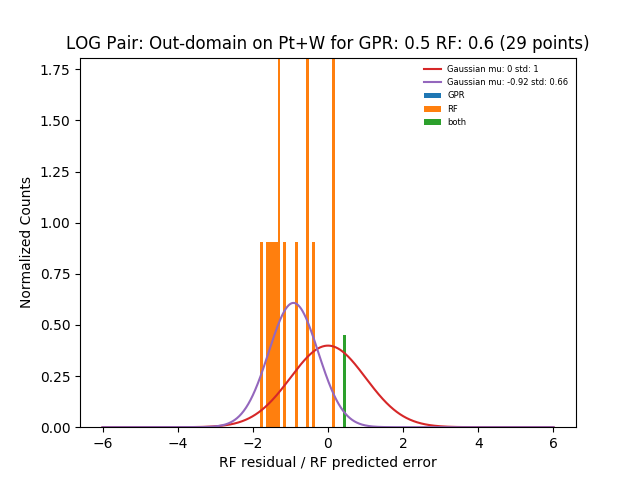 LOG Pair: Out-domain on Pt+W for GPR: 0.5 RF: 0.6 (29 points)
Gaussian mu: 0 std: 1
Gaussian mu: -0.92 std: 0.66
GPR
RF
both
Normalized Counts
1.75
1.50
1.25
1.00
0.75
0.50
0.25
0.00
−6 −4 −2 0 2 4 6
RF residual / RF predicted error